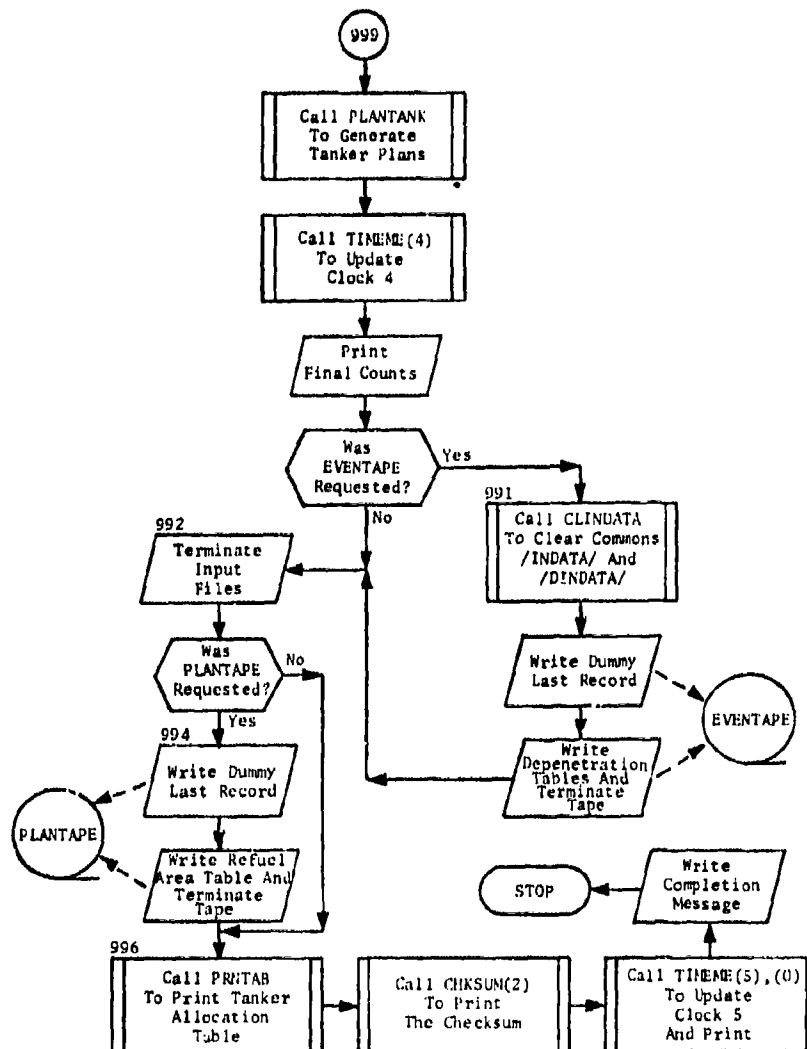 999
Call PLANTANK
To Generate
Tanker Plans
Call TIMEME(4)
To Update
Clock 4
Print
Final Counts
Was
EVENTAPE
Requested?
Yes
No
991
Call CLINDATA
To Clear Commons
/INDATA/ And
/DINDATA/
992
Terminate
Input
Files
Was
PLANTAPE
Requested?
No
Yes
Write Dummy
Last Record
EVENTAPE
Write
Depenetration
Tables And
Terminate
Tape
994
Write Dummy
Last Record
PLANTAPE
Write Refuel
Area Table And
Terminate
Tape
996
Call PRNTAB
To Print Tanker
Allocation
Table
Call CHKSUM(2)
To Print
The Checksum
Call TIMEME(5),(0)
To Update
Clock 5
And Print
Write
Completion
Message
STOP